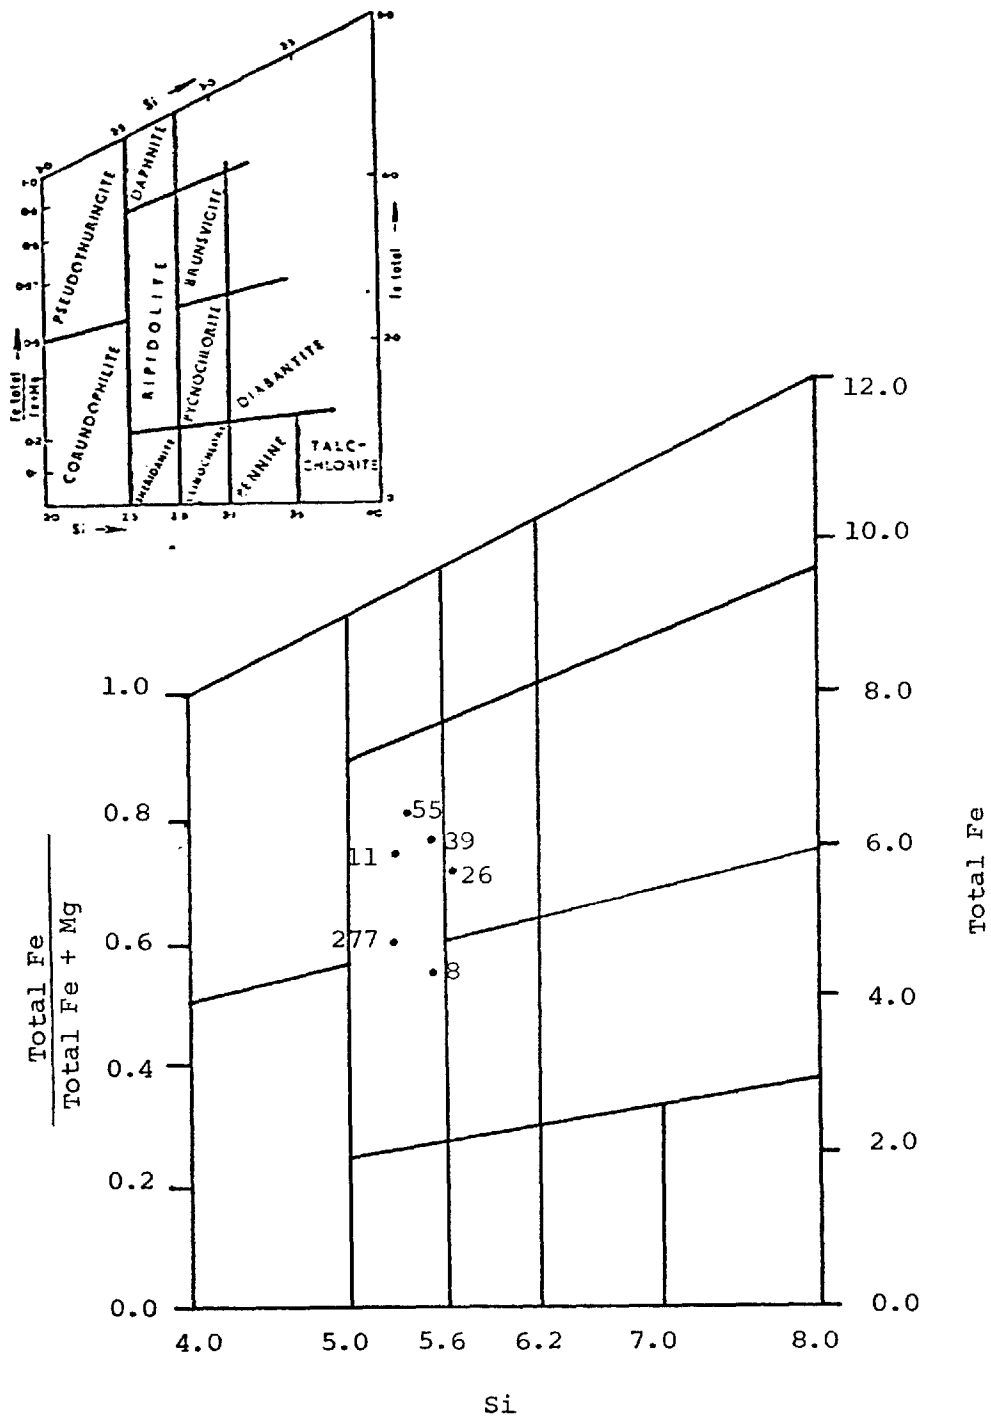 Si
PSEUDOTHURINGITE
DAPHNITE
CORUNDOPHILITE
RIPIDOLITE
BRUNSVIGITE
PYCNOCHLORITE
DIABANTITE
PENNINE
TALC-
CHLORITE
Fe total
Fe total
Si
12.0
10.0
8.0
6.0
4.0
2.0
0.0
Total Fe
1.0
0.8
0.6
0.4
0.2
0.0
Total Fe
Total Fe + Mg
55
39
11
26
277
8
4.0 5.0 5.6 6.2 7.0 8.0
Si